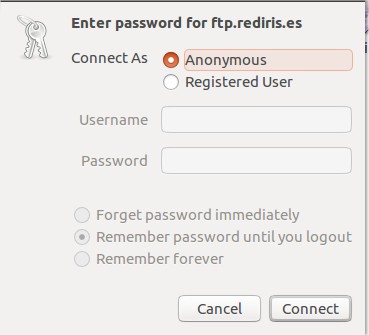 Enter password for ftp.rediris.es
Connect As Anonymous
Registered User
Username
Password
Forget password immediately
Remember password until you logout
Remember forever
Cancel Connect